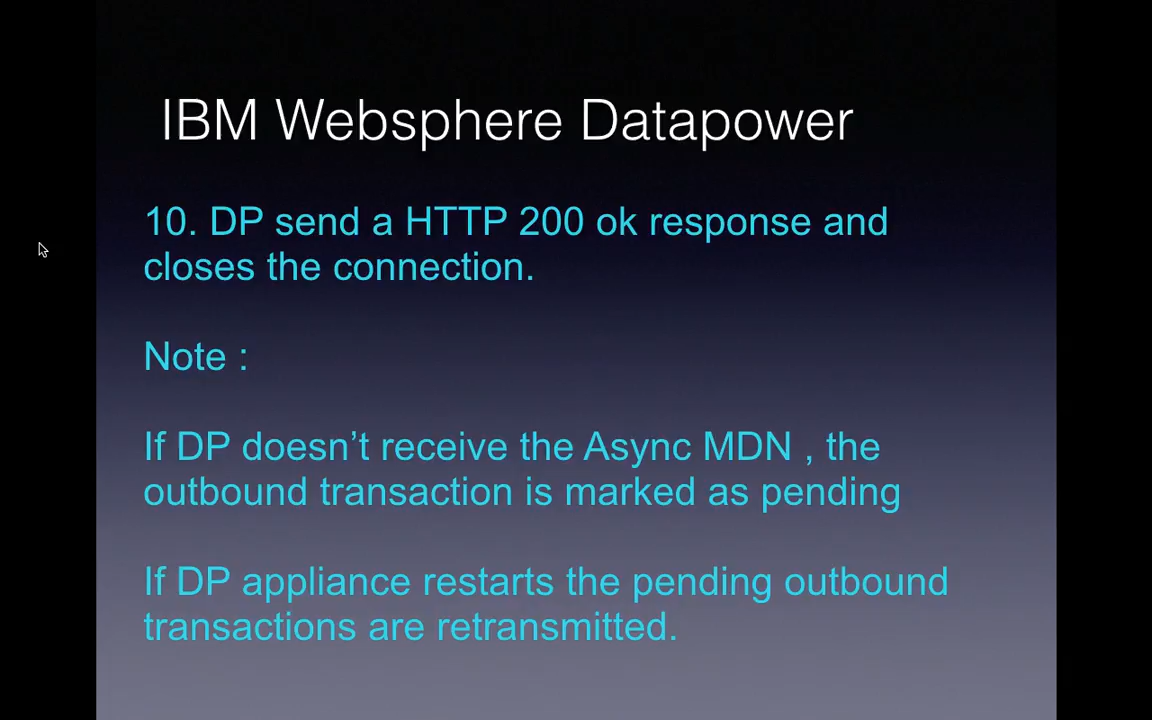 IBM Websphere Datapower
10. DP send a HTTP 200 ok response and
closes the connection.
Note :
If DP doesn’t receive the Async MDN , the
outbound transaction is marked as pending
If DP appliance restarts the pending outbound
transactions are retransmitted.